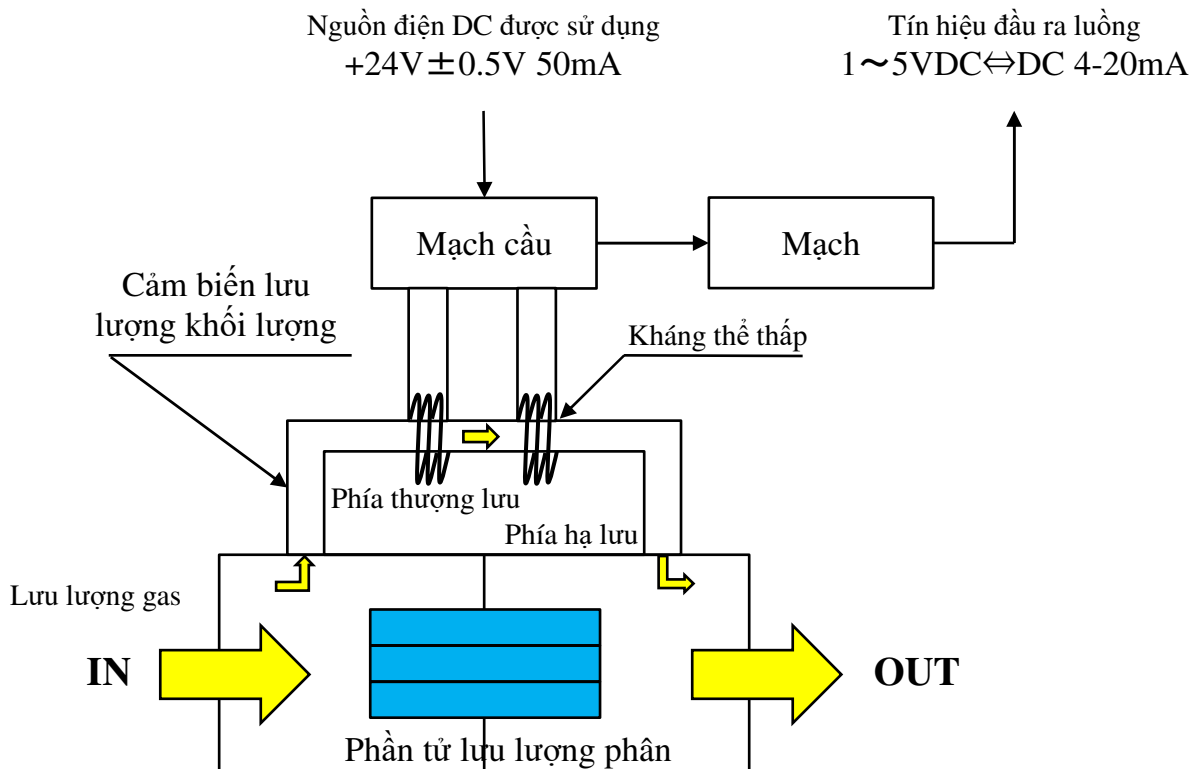 Nguồn điện DC được sử dụng
+24V±0.5V 50mA
Tín hiệu đầu ra luồng
1～5VDC⇔DC 4-20mA
Mạch cầu
Mạch
Cảm biến lưu
lượng khối lượng
Kháng thể thấp
Phía thượng lưu
Phía hạ lưu
Lưu lượng gas
IN
OUT
Phần tử lưu lượng phân